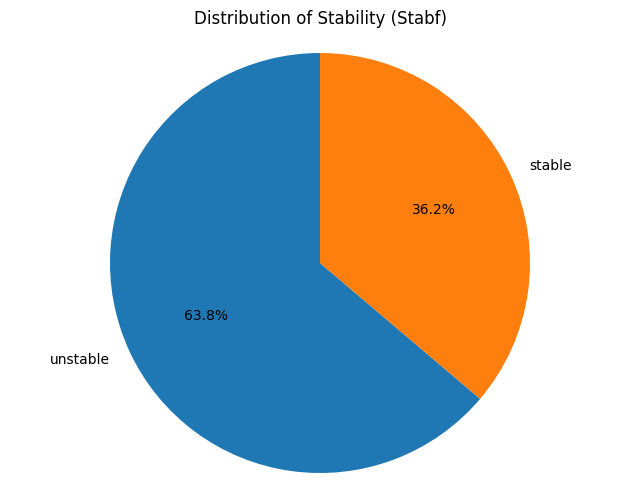 Distribution of Stability (Stabf)
stable
36.2%
63.8%
unstable